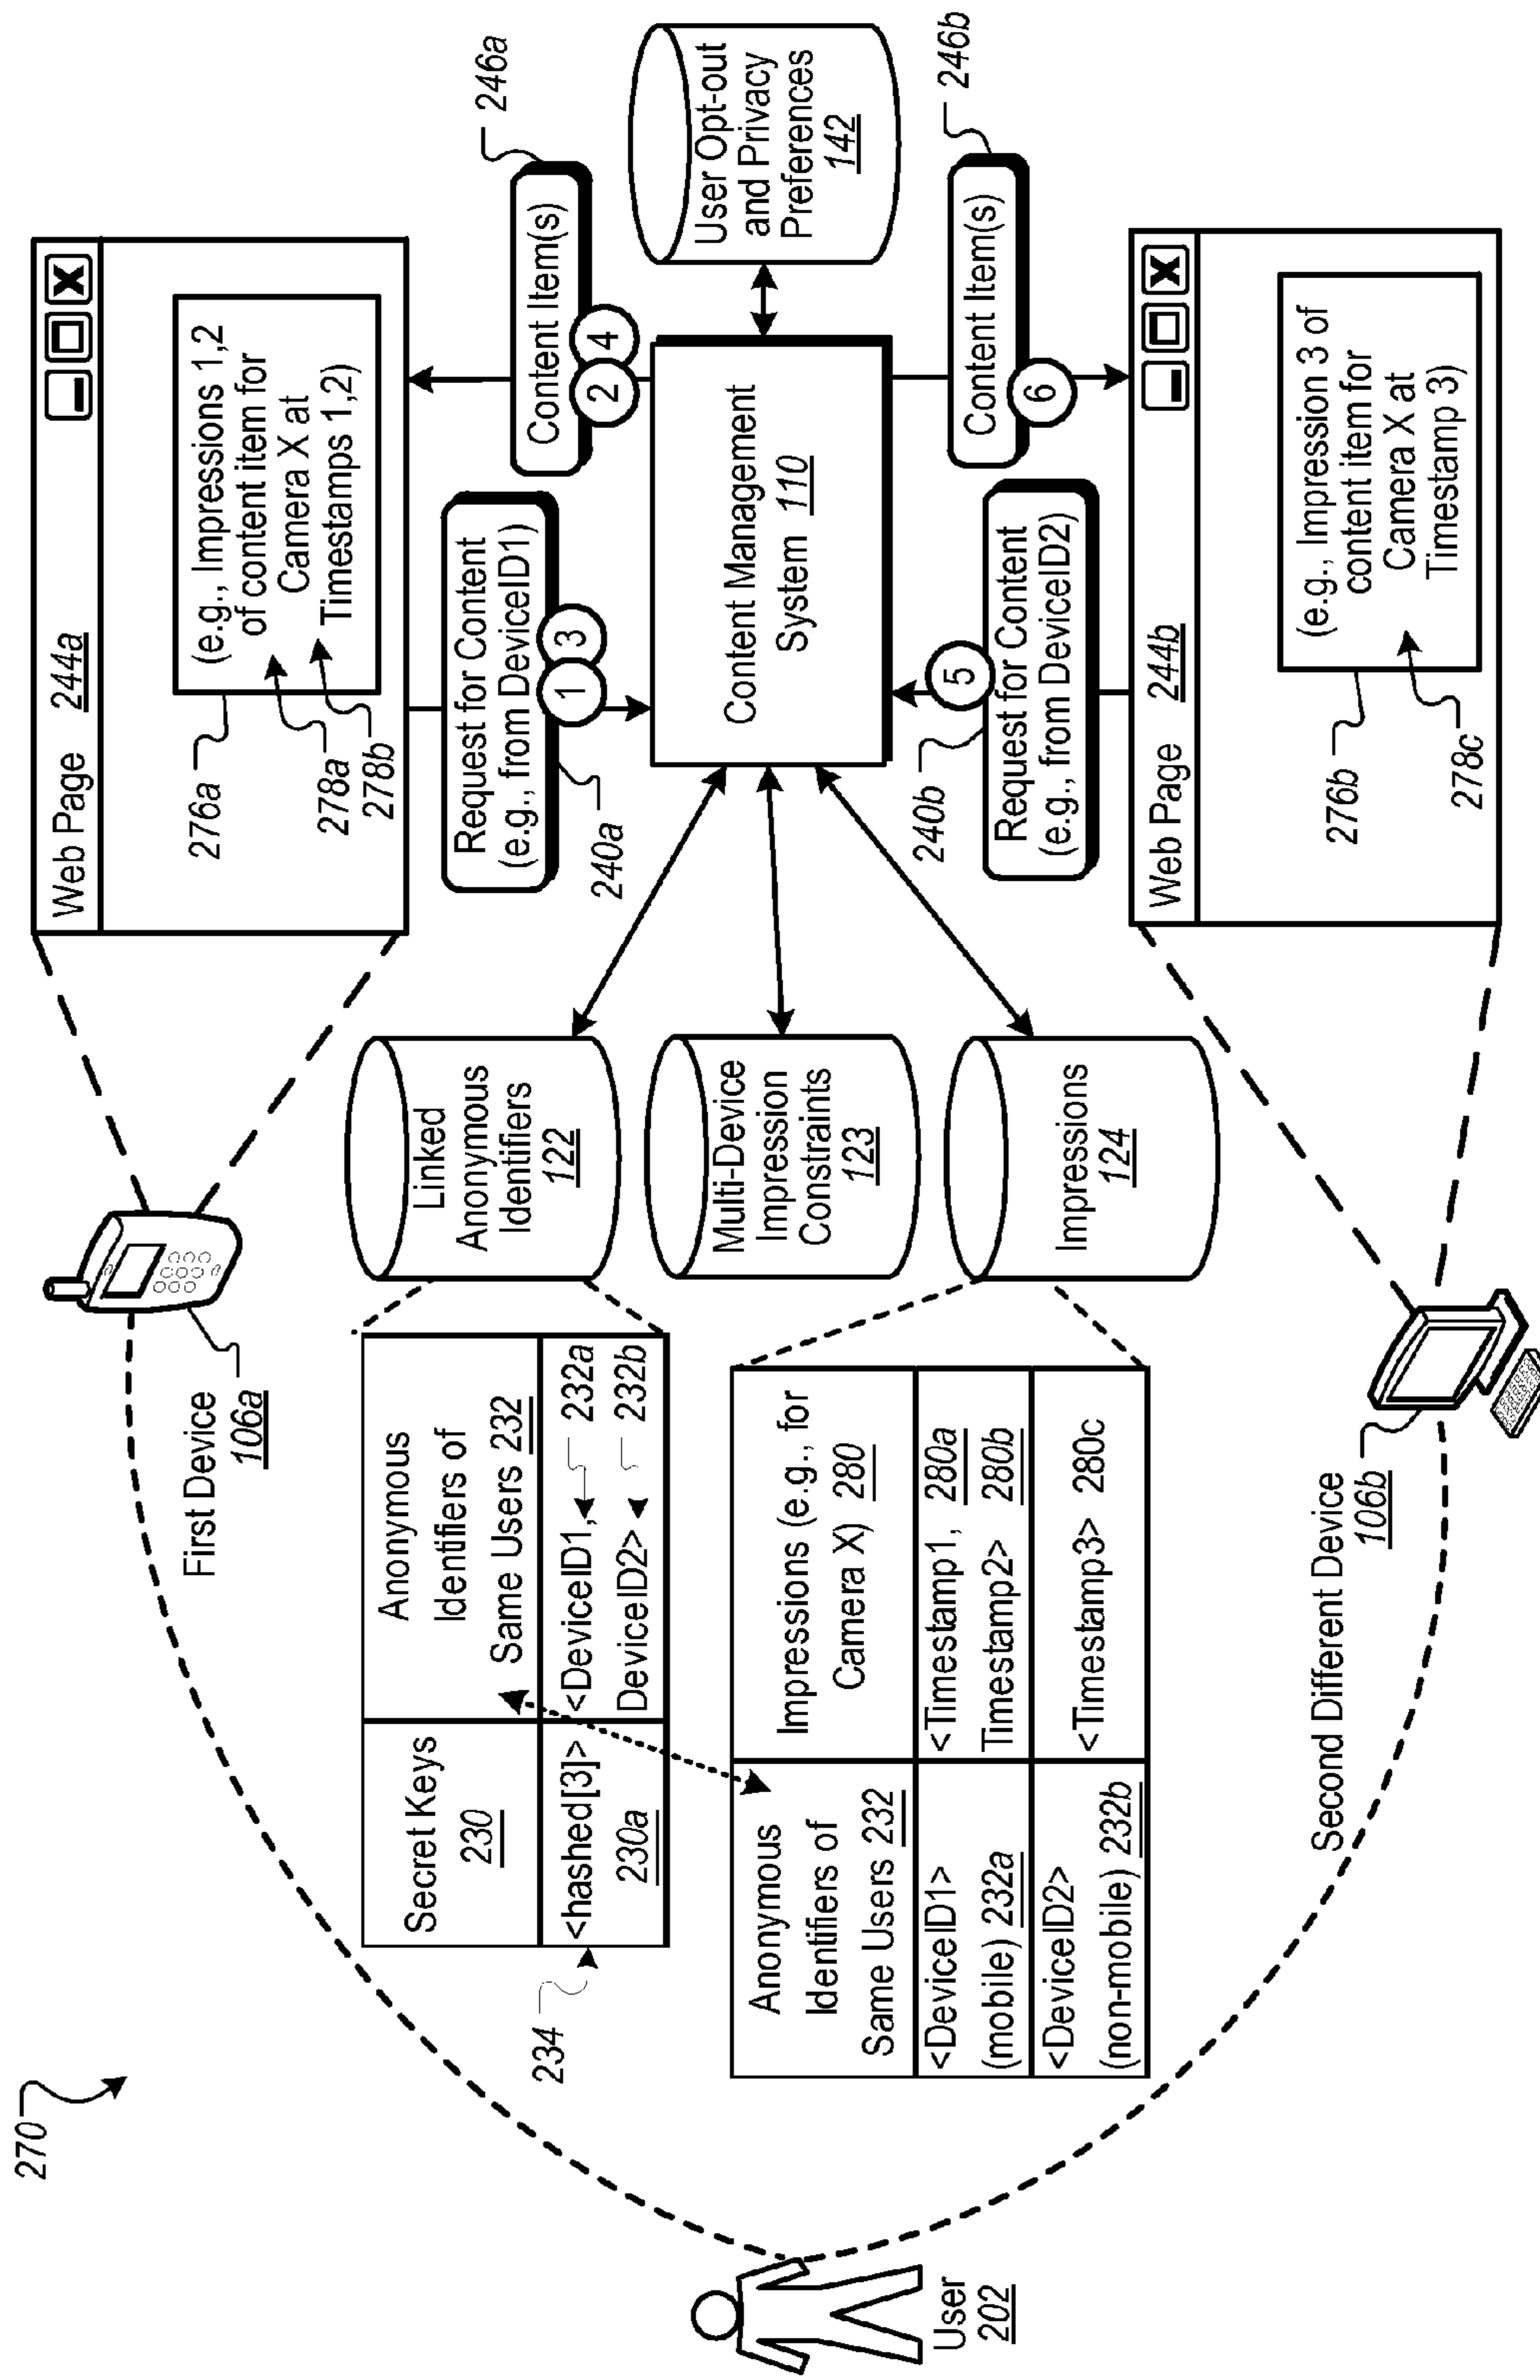 270
Web Page 244a
(e.g., Impressions 1,2
of content item for
Camera X at
Timestamps 1,2)
276a
278a
278b
First Device
106a
Request for Content
(e.g., from DeviceID1)
240a
1
3
Content Item(s)
246a
2
4
Linked
Anonymous
Identifiers
122
Secret Keys
230
Anonymous
Identifiers of
Same Users 232
<hashed[3]>
230a
<DeviceID1,
232a
DeviceID2>
232b
234
Multi-Device
Impression
Constraints
123
Content Management
System 110
User Opt-out
and Privacy
Preferences
142
User
202
Anonymous
Identifiers of
Same Users 232
Impressions (e.g., for
Camera X) 280
<DeviceID1>
(mobile) 232a
<Timestamp1, 280a
Timestamp2> 280b
<DeviceID2>
(non-mobile) 232b
<Timestamp3> 280c
Impressions
124
240b
5
Request for Content
(e.g., from DeviceID2)
Content Item(s)
246b
6
Second Different Device
106b
Web Page 244b
276b
278c
(e.g., Impression 3 of
content item for
Camera X at
Timestamp 3)